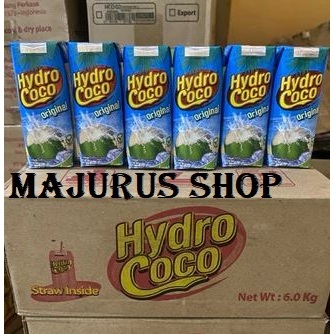 Export
Hydro
Coco
original
Hydro
Coco
original
Hydro
Coco
original
Hydro
Coco
original
Hydro
Coco
original
Hydro
Coco
original
MAJURUS SHOP
Hydro
Coco
Straw Inside
Net Wt : 6.0 Kg